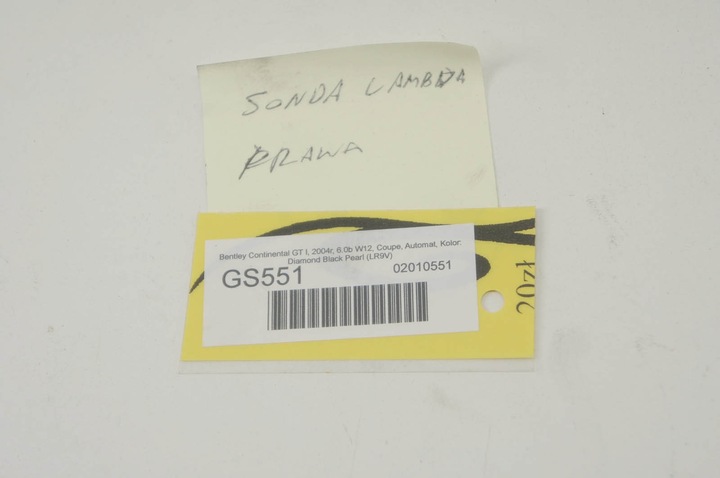 SONDA LAMBDA
PRAWA
Bentley Continental GT I, 2004r, 6.0b W12, Coupe, Automat, Kolor:
Diamond Black Pearl (LR9V)
GS551 02010551
20zł